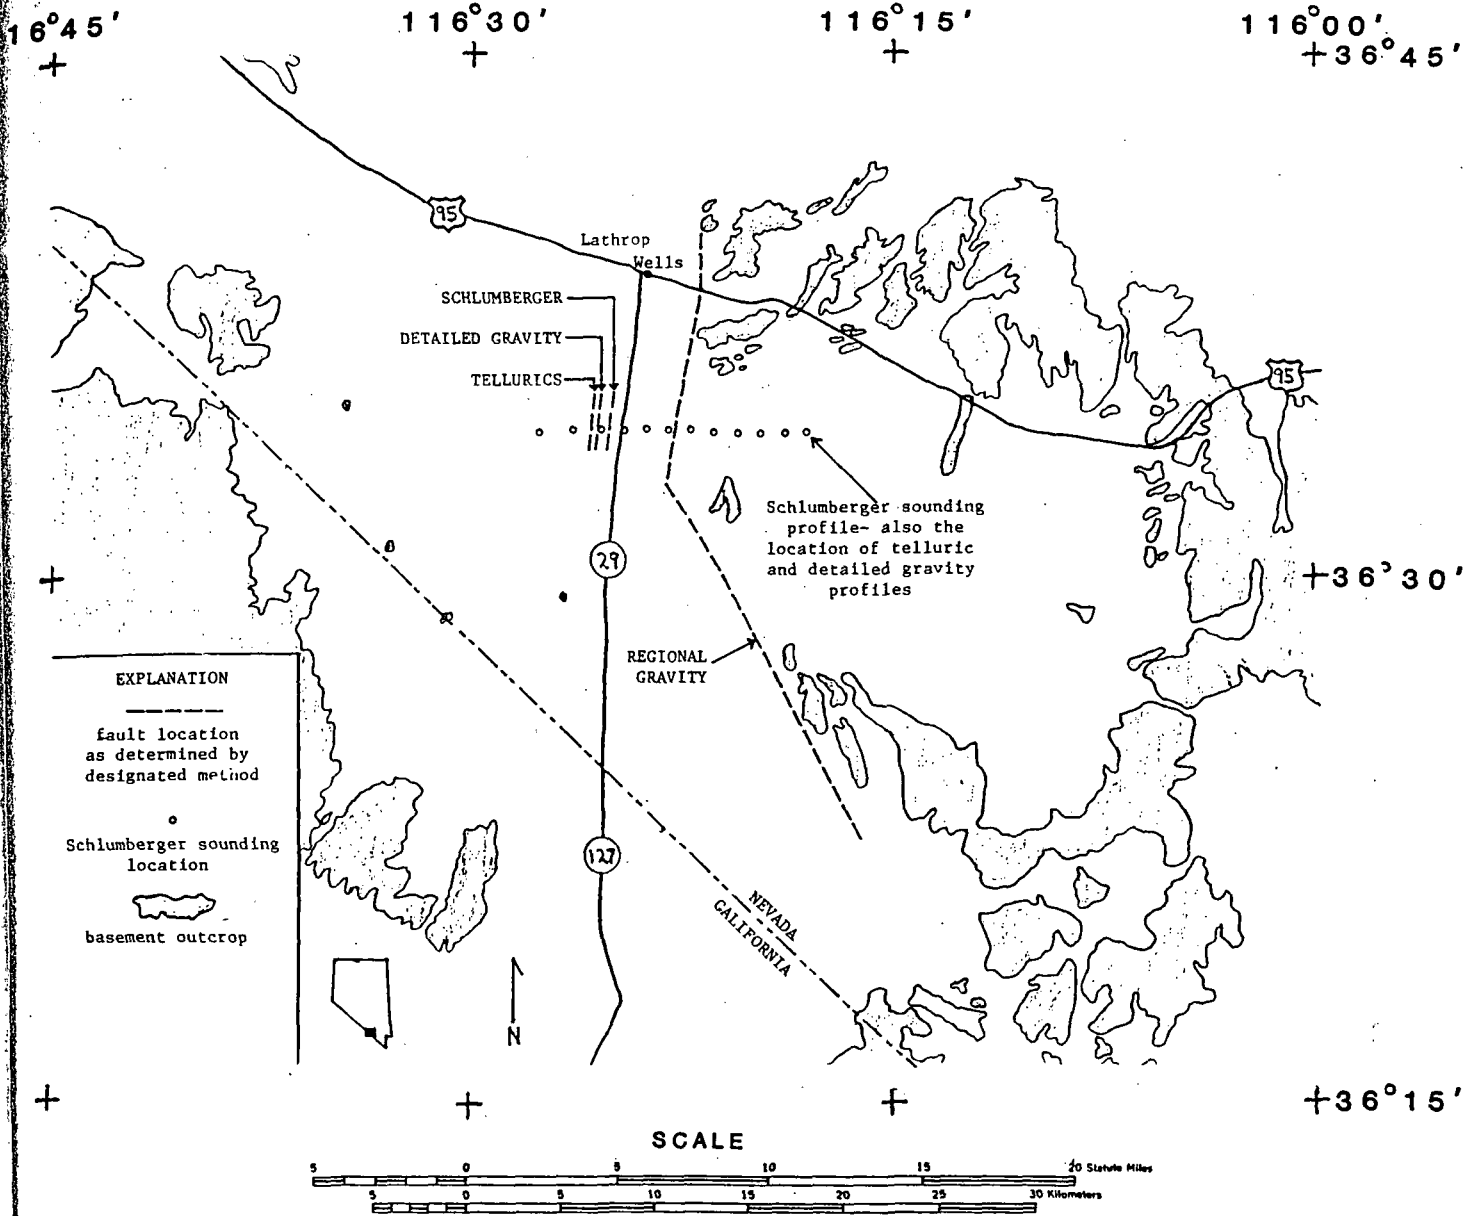 16°45'
116°30'
116°15'
116°00'
36°45'
95
Lathrop
Wells
SCHLUMBERGER
DETAILED GRAVITY
TELLURICS
95
Schlumberger sounding
profile- also the
location of telluric
and detailed gravity
profiles
29
36°30'
REGIONAL
GRAVITY
EXPLANATION
fault location
as determined by
designated method
Schlumberger sounding
location
basement outcrop
127
NEVADA
CALIFORNIA
N
36°15'
SCALE
5 0 5 10 15 20 Statute Miles
5 0 5 10 15 20 25 30 Kilometers